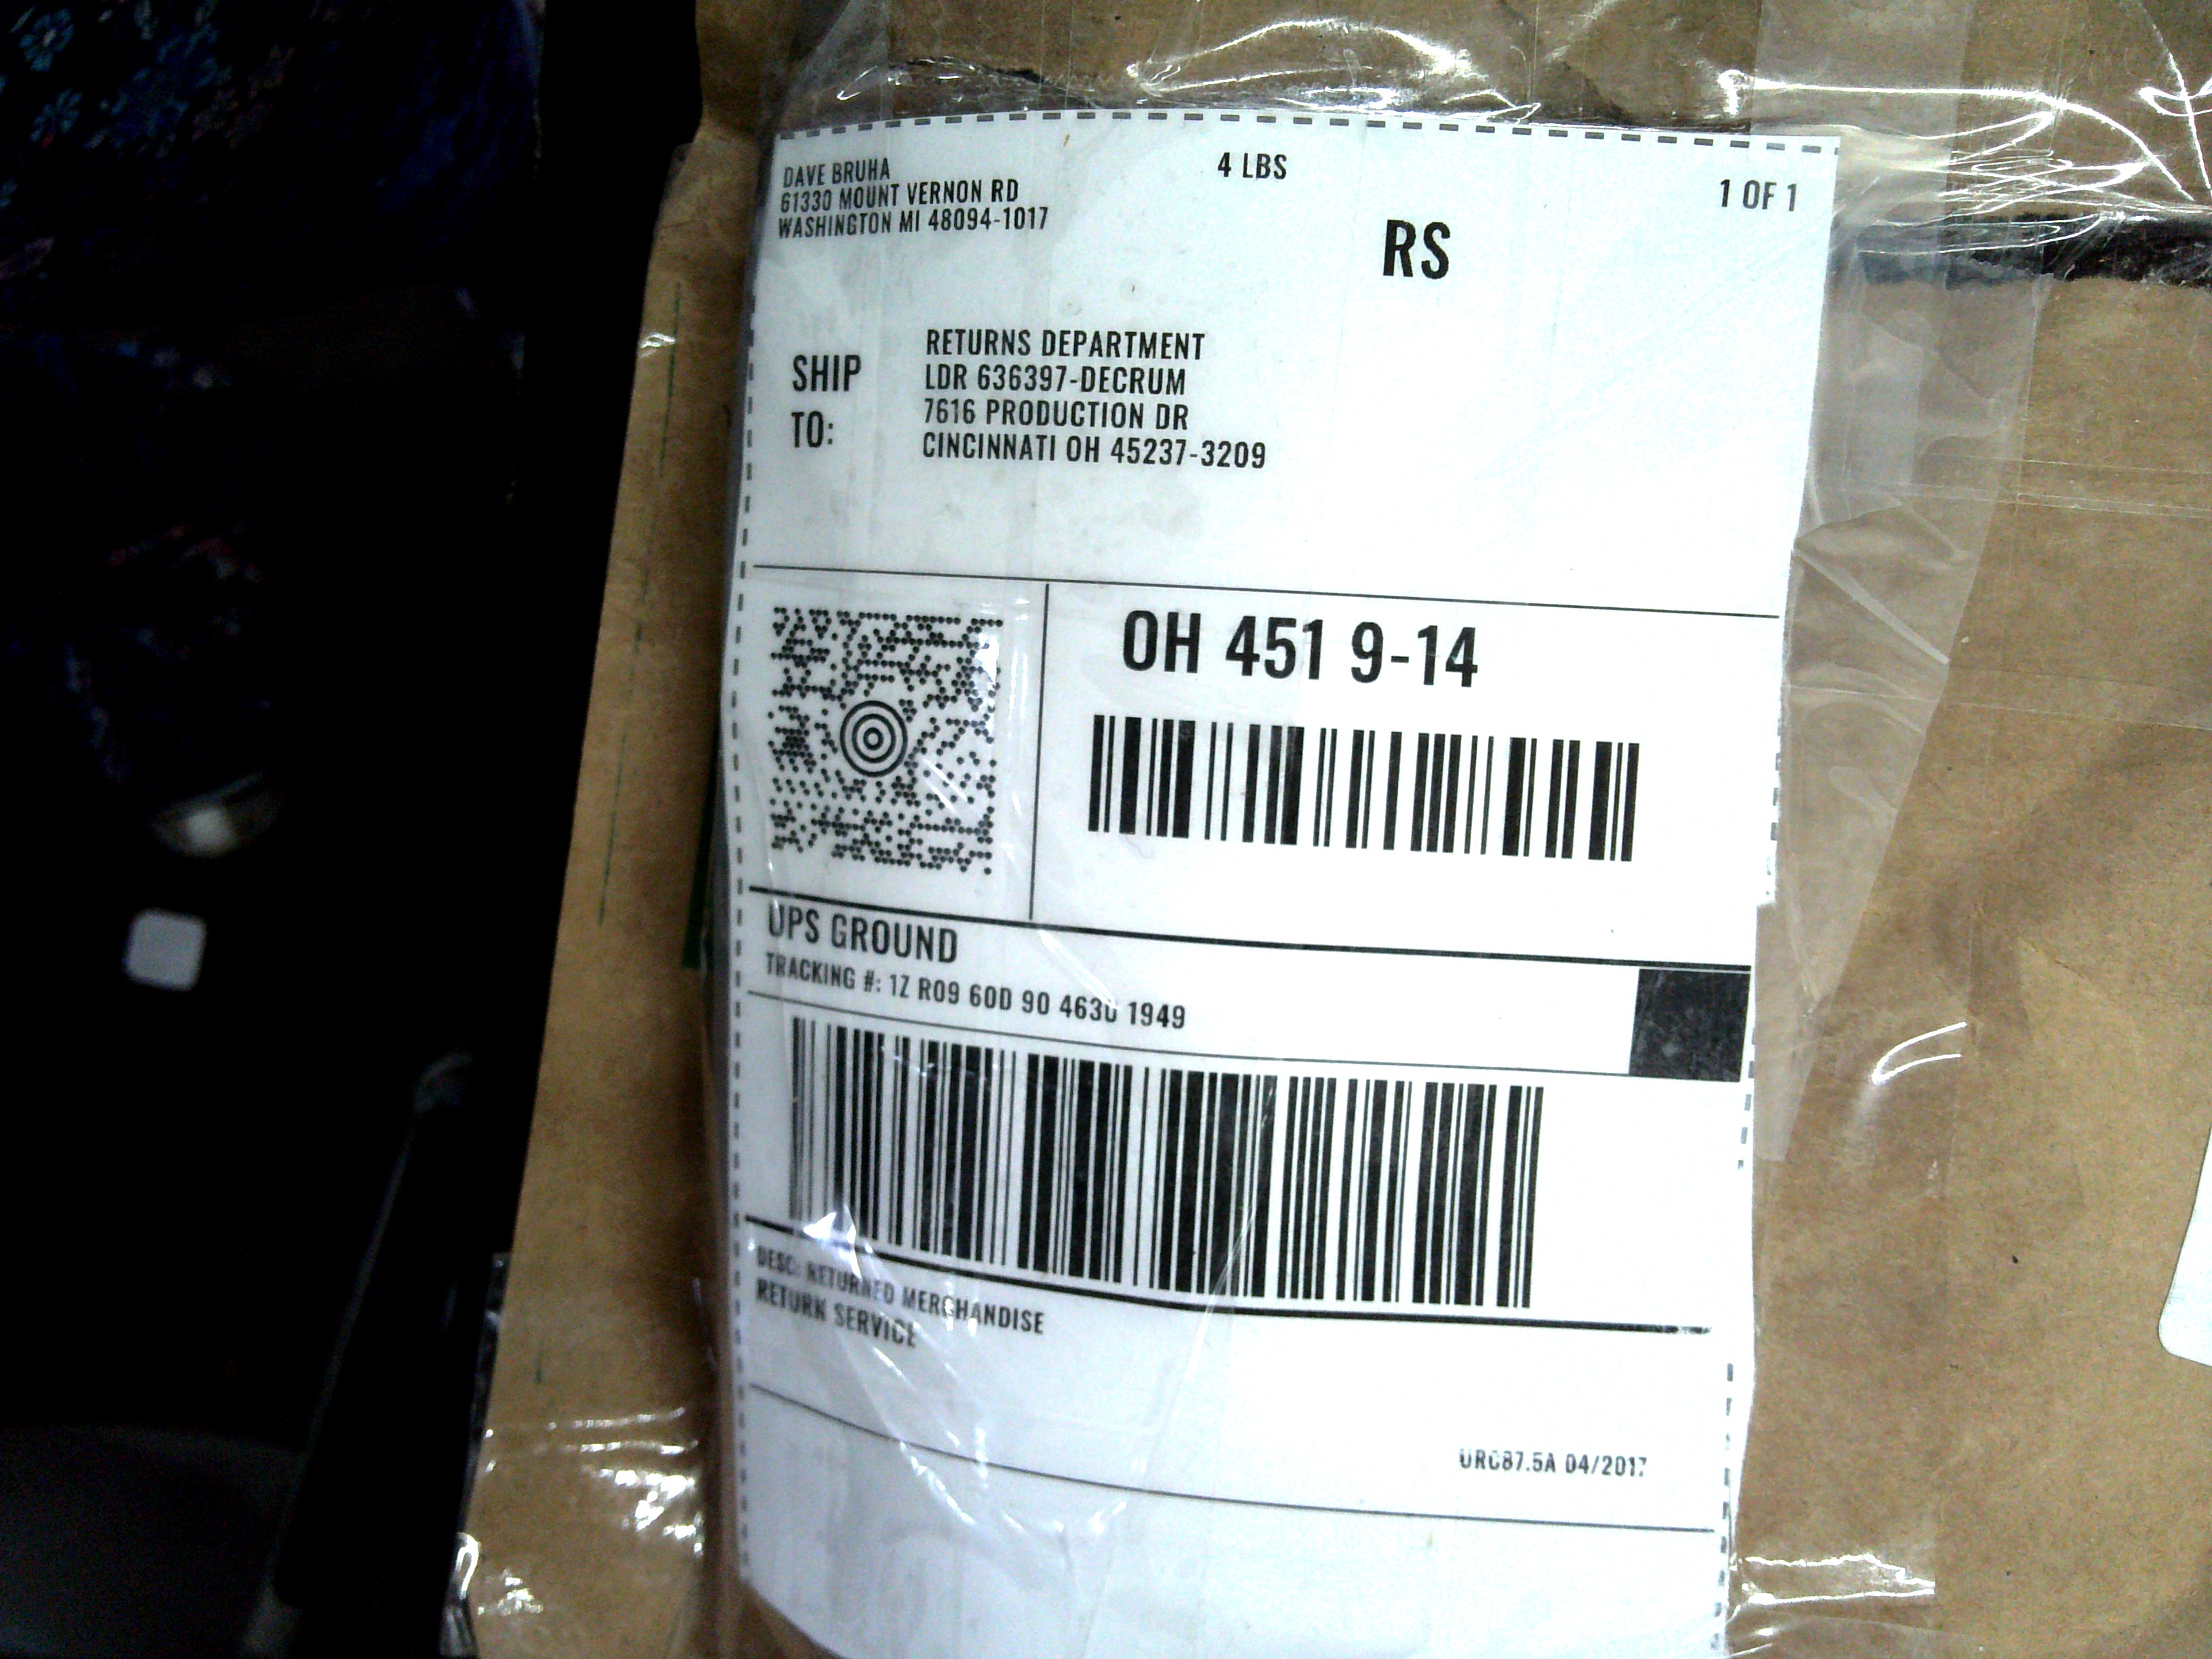 DAVE BRUHA
61330 MOUNT VERNON RD
WASHINGTON MI 48094-1017
4 LBS
1 OF 1
RS
SHIP TO:
RETURNS DEPARTMENT
LDR 636397-DECRUM
7616 PRODUCTION DR
CINCINNATI OH 45237-3209
OH 451 9-14
UPS GROUND
TRACKING #: 1Z R09 60D 90 4630 1949
DESC: RETURNED MERCHANDISE
RETURN SERVICE
URC87.5A 04/2017